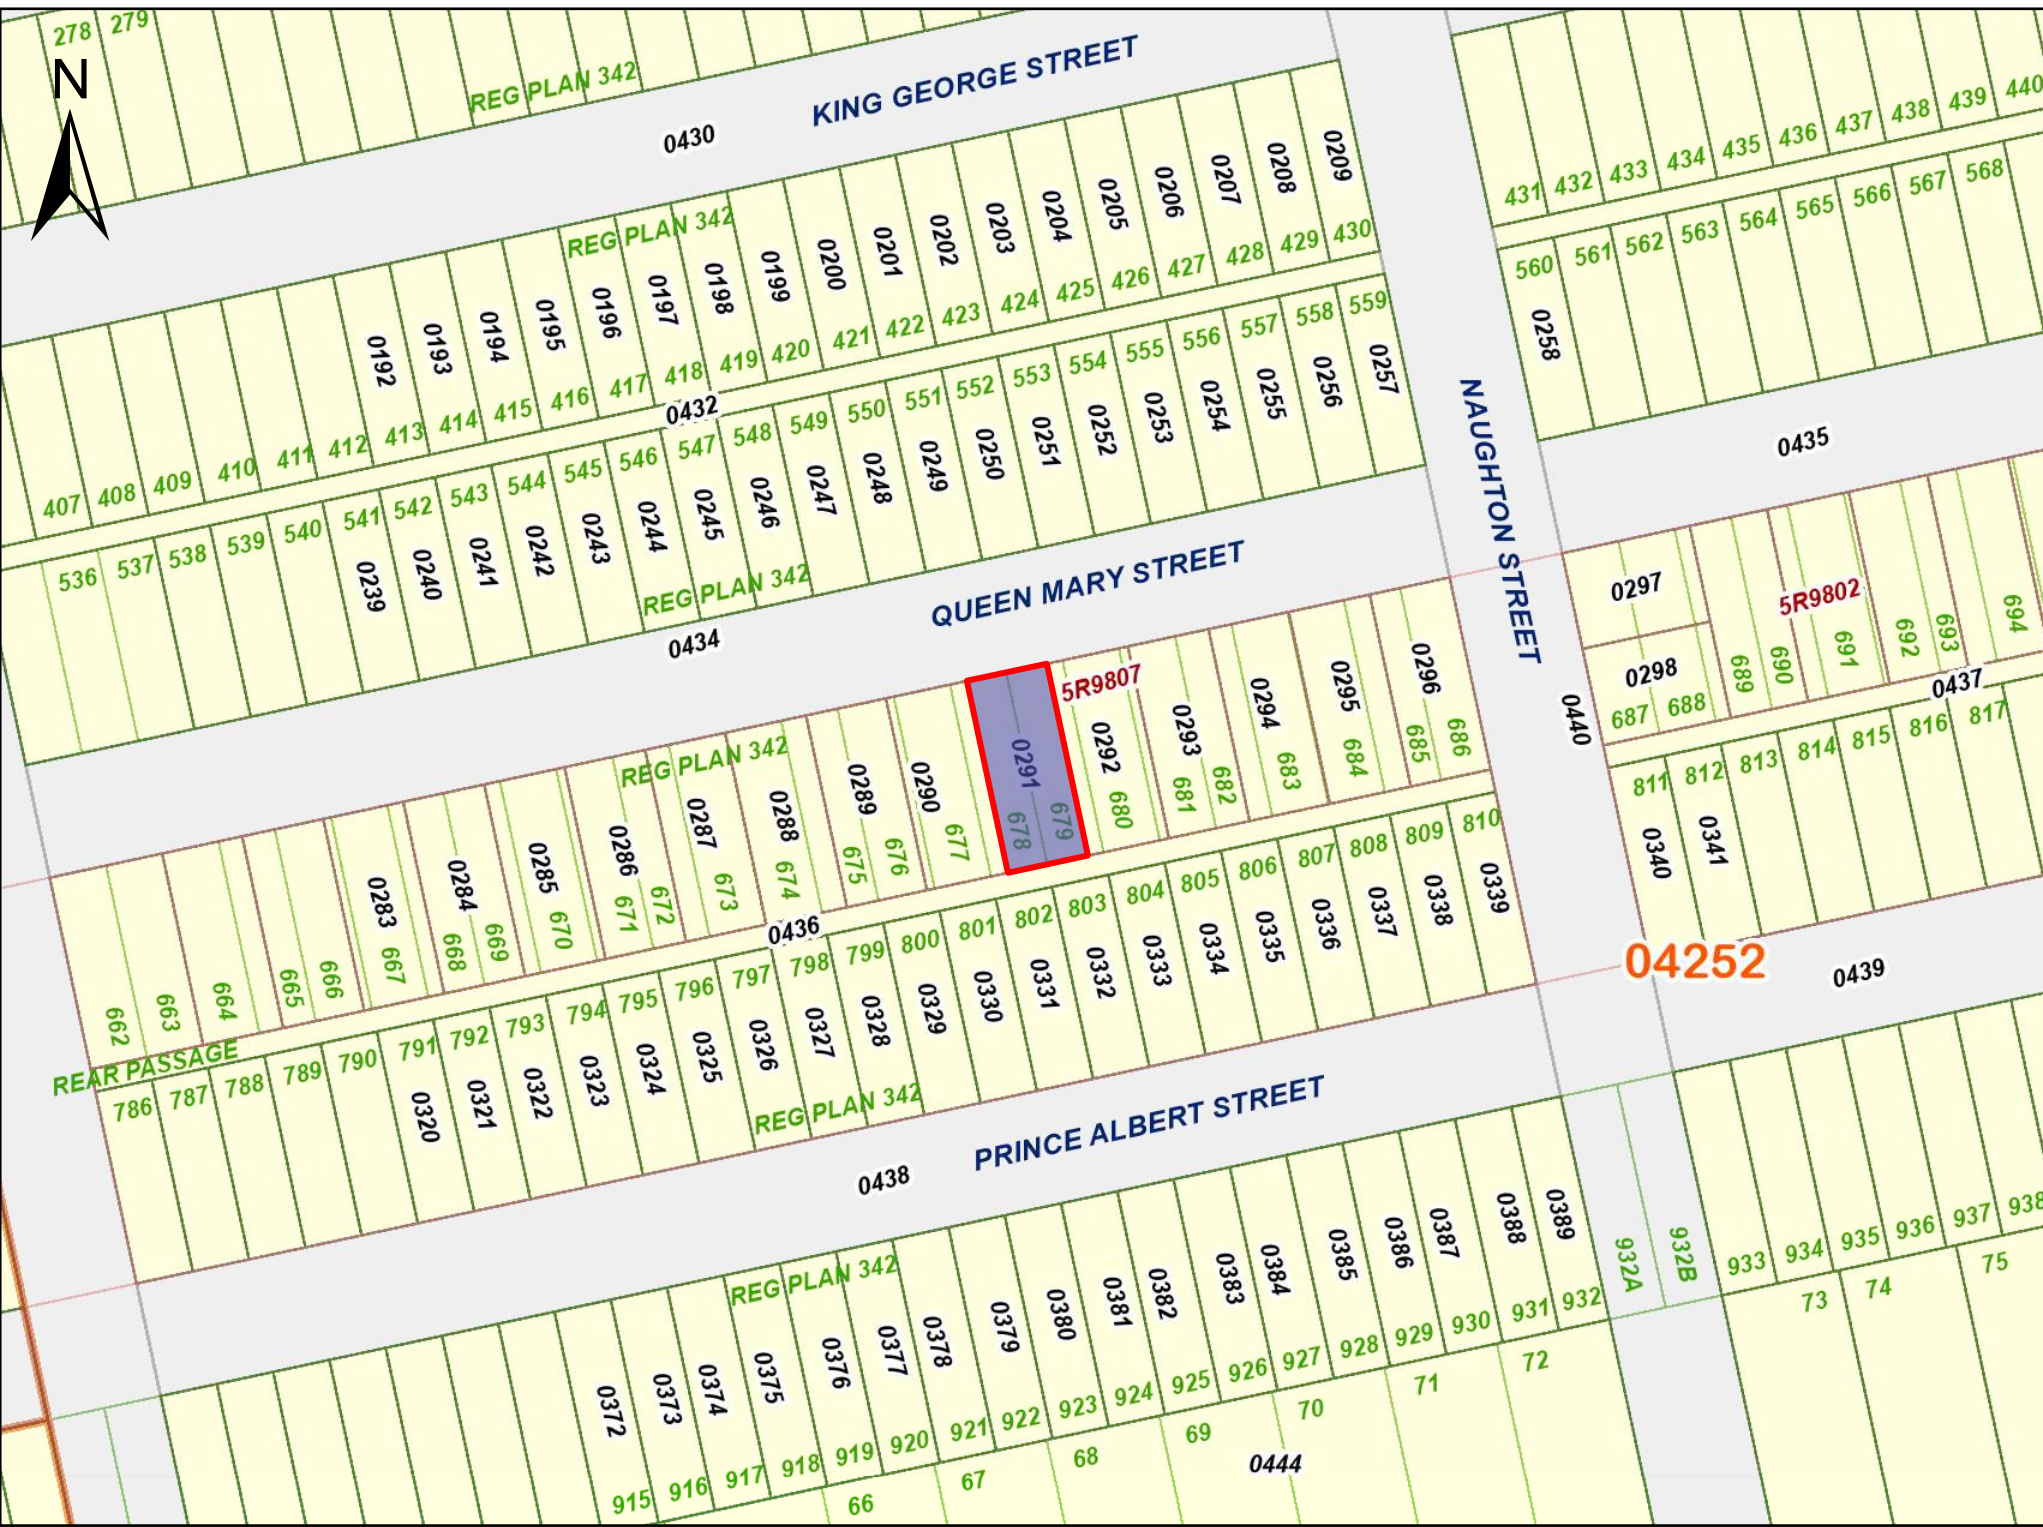 278 279
N
REG PLAN 342
KING GEORGE STREET
0430
431 432 433 434 435 436 437 438 439 440
REG PLAN 342
0192 0193 0194 0195 0196 0197 0198 0199 0200 0201 0202 0203 0204 0205 0206 0207 0208 0209
407 408 409 410 411 412 413 414 415 416 417 418 419 420 421 422 423 424 425 426 427 428 429 430
0432
560 561 562 563 564 565 566 567 568
0258
536 537 538 539 540 541 542 543 544 545 546 547 548 549 550 551 552 553 554 555 556 557 558 559
0239 0240 0241 0242 0243 0244 0245 0246 0247 0248 0249 0250 0251 0252 0253 0254 0255 0256 0257
REG PLAN 342
NAUGHTON STREET
0435
QUEEN MARY STREET
0434
0297
5R9802
0298
687 688 689 690 691 692 693 694
0437
0440
5R9807
REG PLAN 342
0283 0284 0285 0286 0287 0288 0289 0290 0291 0292 0293 0294 0295 0296
662 663 664 665 666 667 668 669 670 671 672 673 674 675 676 677 678 679 680 681 682 683 684 685 686
0436
811 812 813 814 815 816 817
0340 0341
REAR PASSAGE
786 787 788 789 790 791 792 793 794 795 796 797 798 799 800 801 802 803 804 805 806 807 808 809 810
0320 0321 0322 0323 0324 0325 0326 0327 0328 0329 0330 0331 0332 0333 0334 0335 0336 0337 0338 0339
04252
0439
REG PLAN 342
PRINCE ALBERT STREET
0438
REG PLAN 342
0372 0373 0374 0375 0376 0377 0378 0379 0380 0381 0382 0383 0384 0385 0386 0387 0388 0389
915 916 917 918 919 920 921 922 923 924 925 926 927 928 929 930 931 932
932A 932B
933 934 935 936 937 938
66 67 68 69 70 71 72 73 74 75
0444